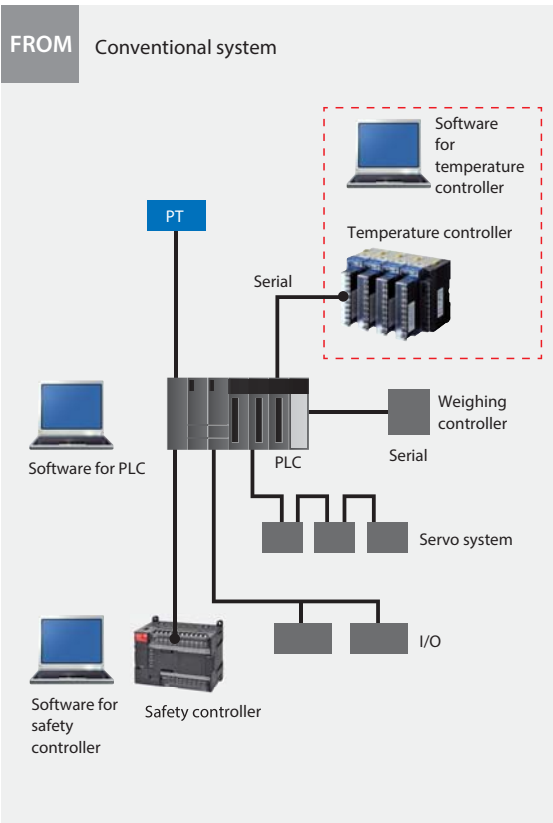 FROM
Conventional system
Software
for
temperature
controller
PT
Temperature controller
Serial
Weighing
controller
Software for PLC
PLC
Serial
Servo system
I/O
Software for
safety
controller
Safety controller